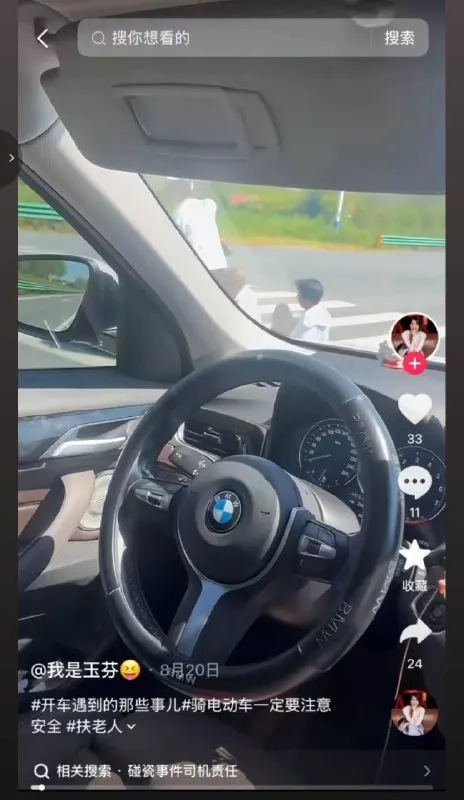 搜你想看的 搜索
33
11
收藏
24
BMW
BMW
BMW
@我是玉芬😝 · 8月20日
#开车遇到的那些事儿#骑电动车一定要注意
安全 #扶老人
相关搜索 · 碰瓷事件司机责任